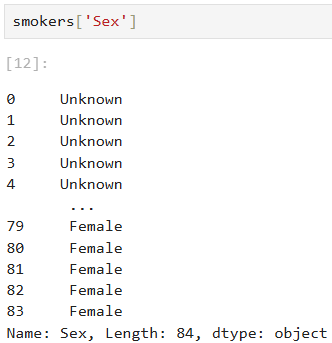 smokers['Sex']
[12]:
0     Unknown
1     Unknown
2     Unknown
3     Unknown
4     Unknown
       ...
79     Female
80     Female
81     Female
82     Female
83     Female
Name: Sex, Length: 84, dtype: object